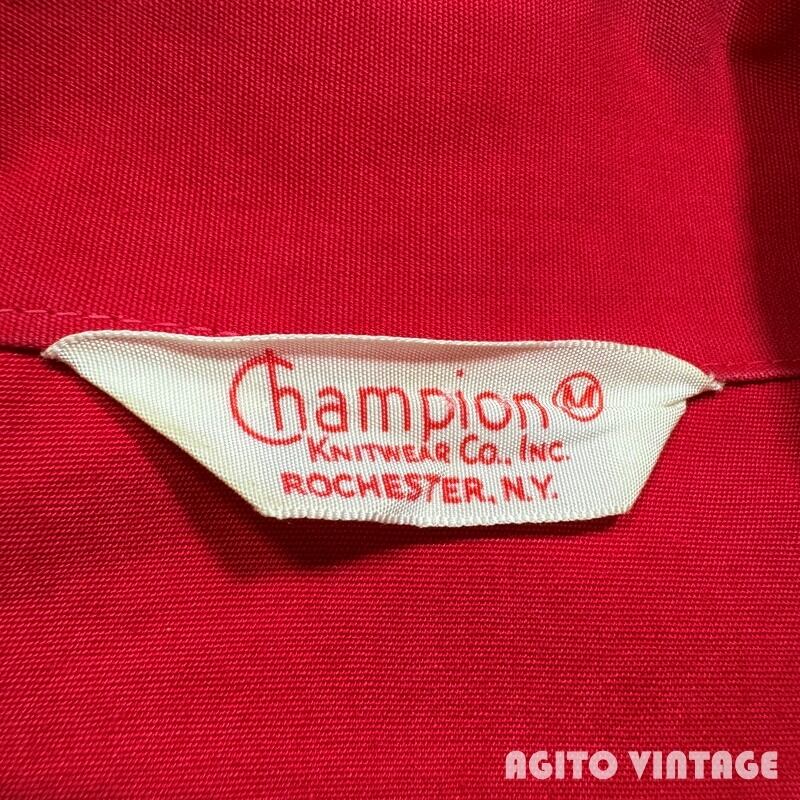 Champion M
KNITWEAR CO., INC.
ROCHESTER, N.Y.
AGITO VINTAGE